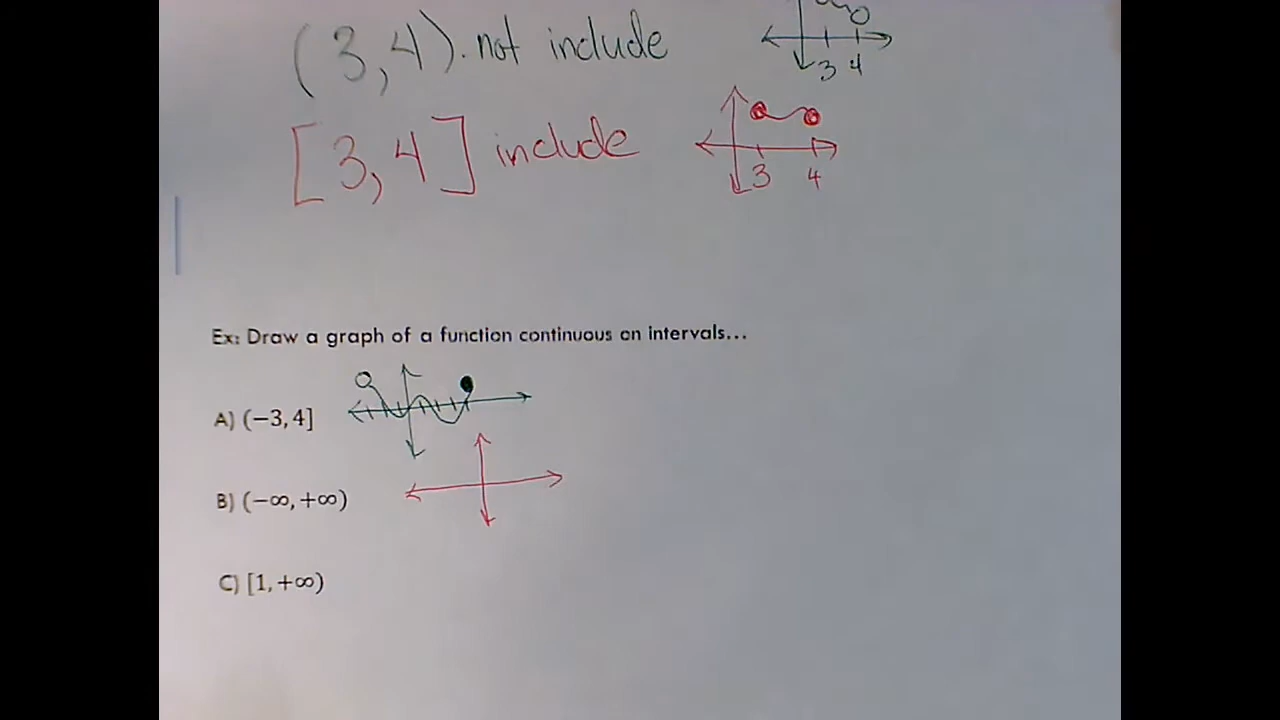 (3,4). not include
3 4
[3,4] include
3 4
Ex: Draw a graph of a function continuous on intervals...
A) (−3, 4]
B) (−∞, +∞)
C) [1, +∞)